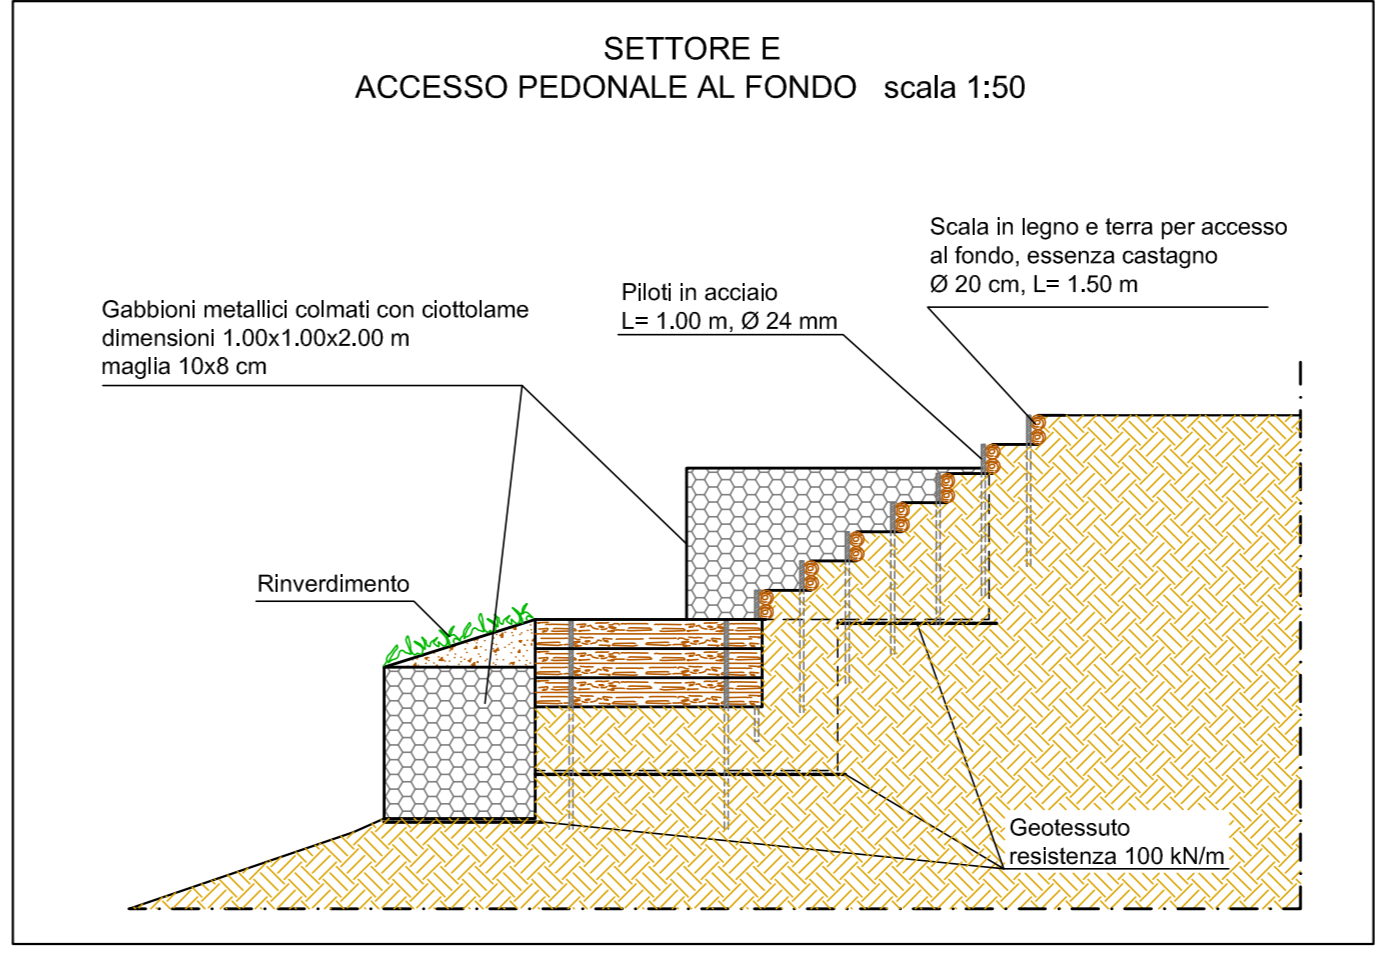 SETTORE E
ACCESSO PEDONALE AL FONDO scala 1:50
Scala in legno e terra per accesso
al fondo, essenza castagno
Ø 20 cm, L= 1.50 m
Piloti in acciaio
L= 1.00 m, Ø 24 mm
Gabbioni metallici colmati con ciottolame
dimensioni 1.00x1.00x2.00 m
maglia 10x8 cm
Rinverdimento
Geotessuto
resistenza 100 kN/m